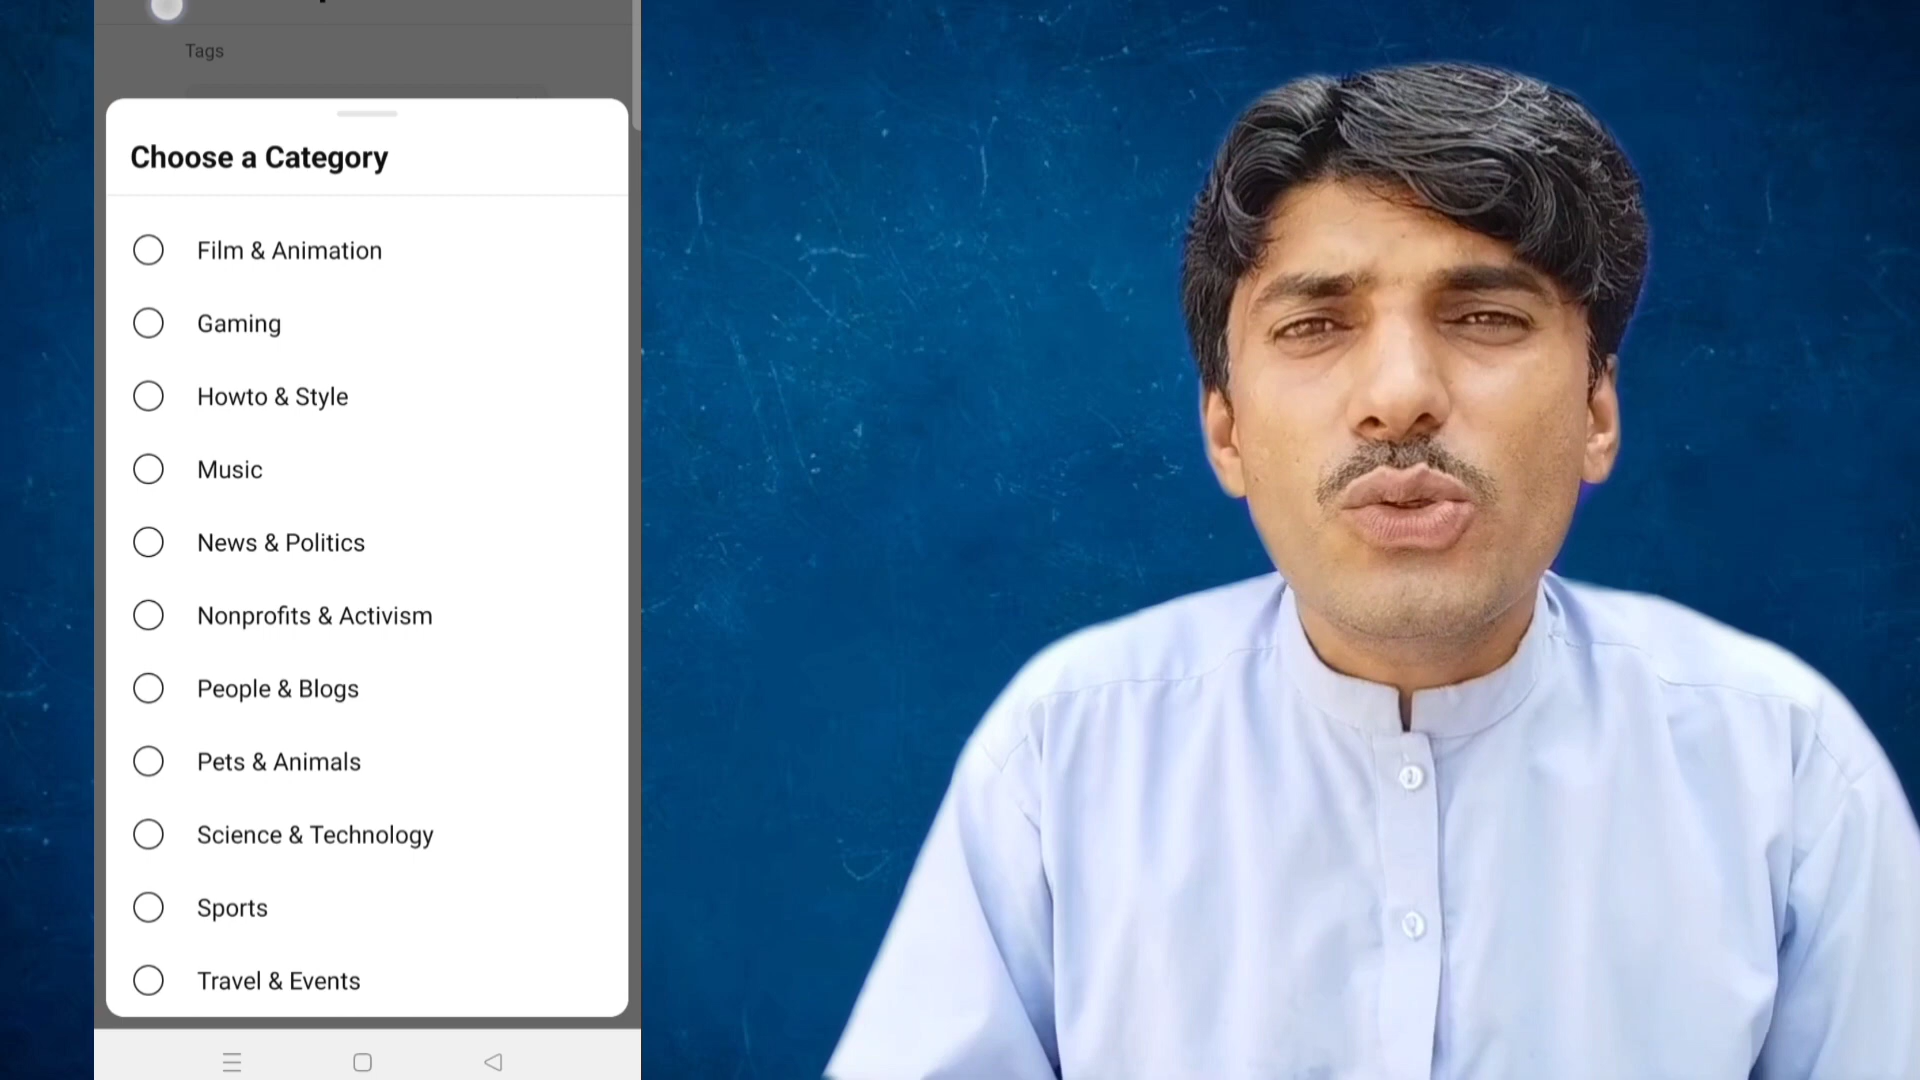 Tags
Choose a Category
Film & Animation
Gaming
Howto & Style
Music
News & Politics
Nonprofits & Activism
People & Blogs
Pets & Animals
Science & Technology
Sports
Travel & Events